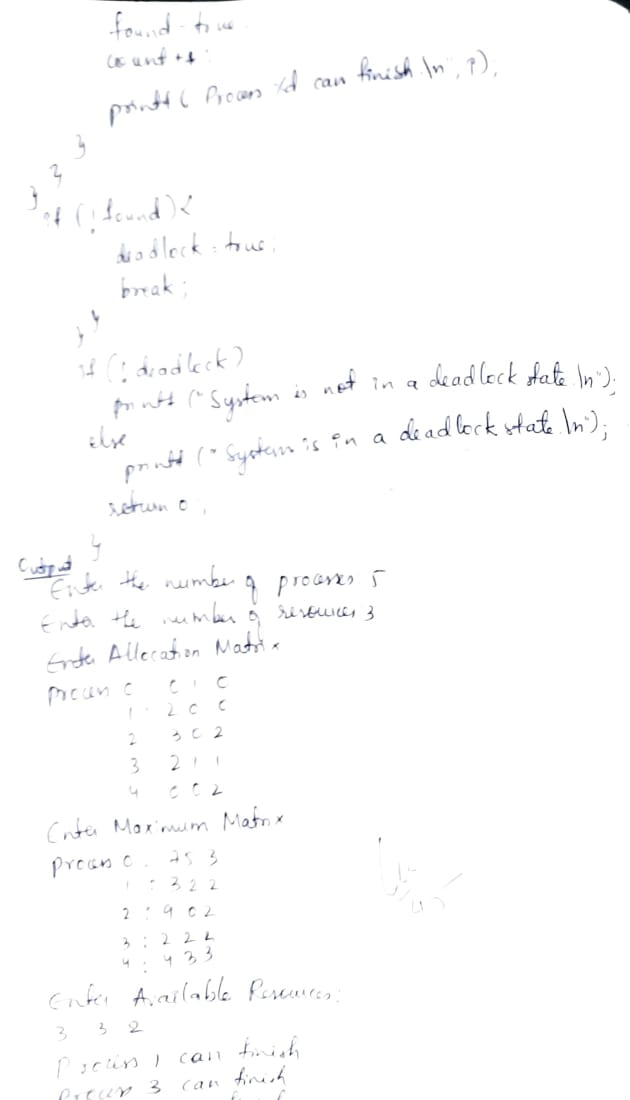 found = true.
count++;
printf( Process %d can finish.\n", P);
}
}
}
if (!found){
deadlock = true;
break;
}
}
if (! deadlock)
printf ("System is not in a deadlock state.\n");
else
printf ("System is in a deadlock state.\n");
return 0;
}
Output
Enter the number of processes 5
Enter the number of resources 3
Enter Allocation Matrix
Process 0 0 1 0
1 : 2 0 0
2 3 0 2
3 2 1 1
4 0 0 2
Enter Maximum Matrix
Process 0 : 7 5 3
1 : 3 2 2
2 : 9 0 2
3 : 2 2 2
4 : 4 3 3
Enter Available Resources:
3 3 2
Process 1 can finish
Process 3 can finish